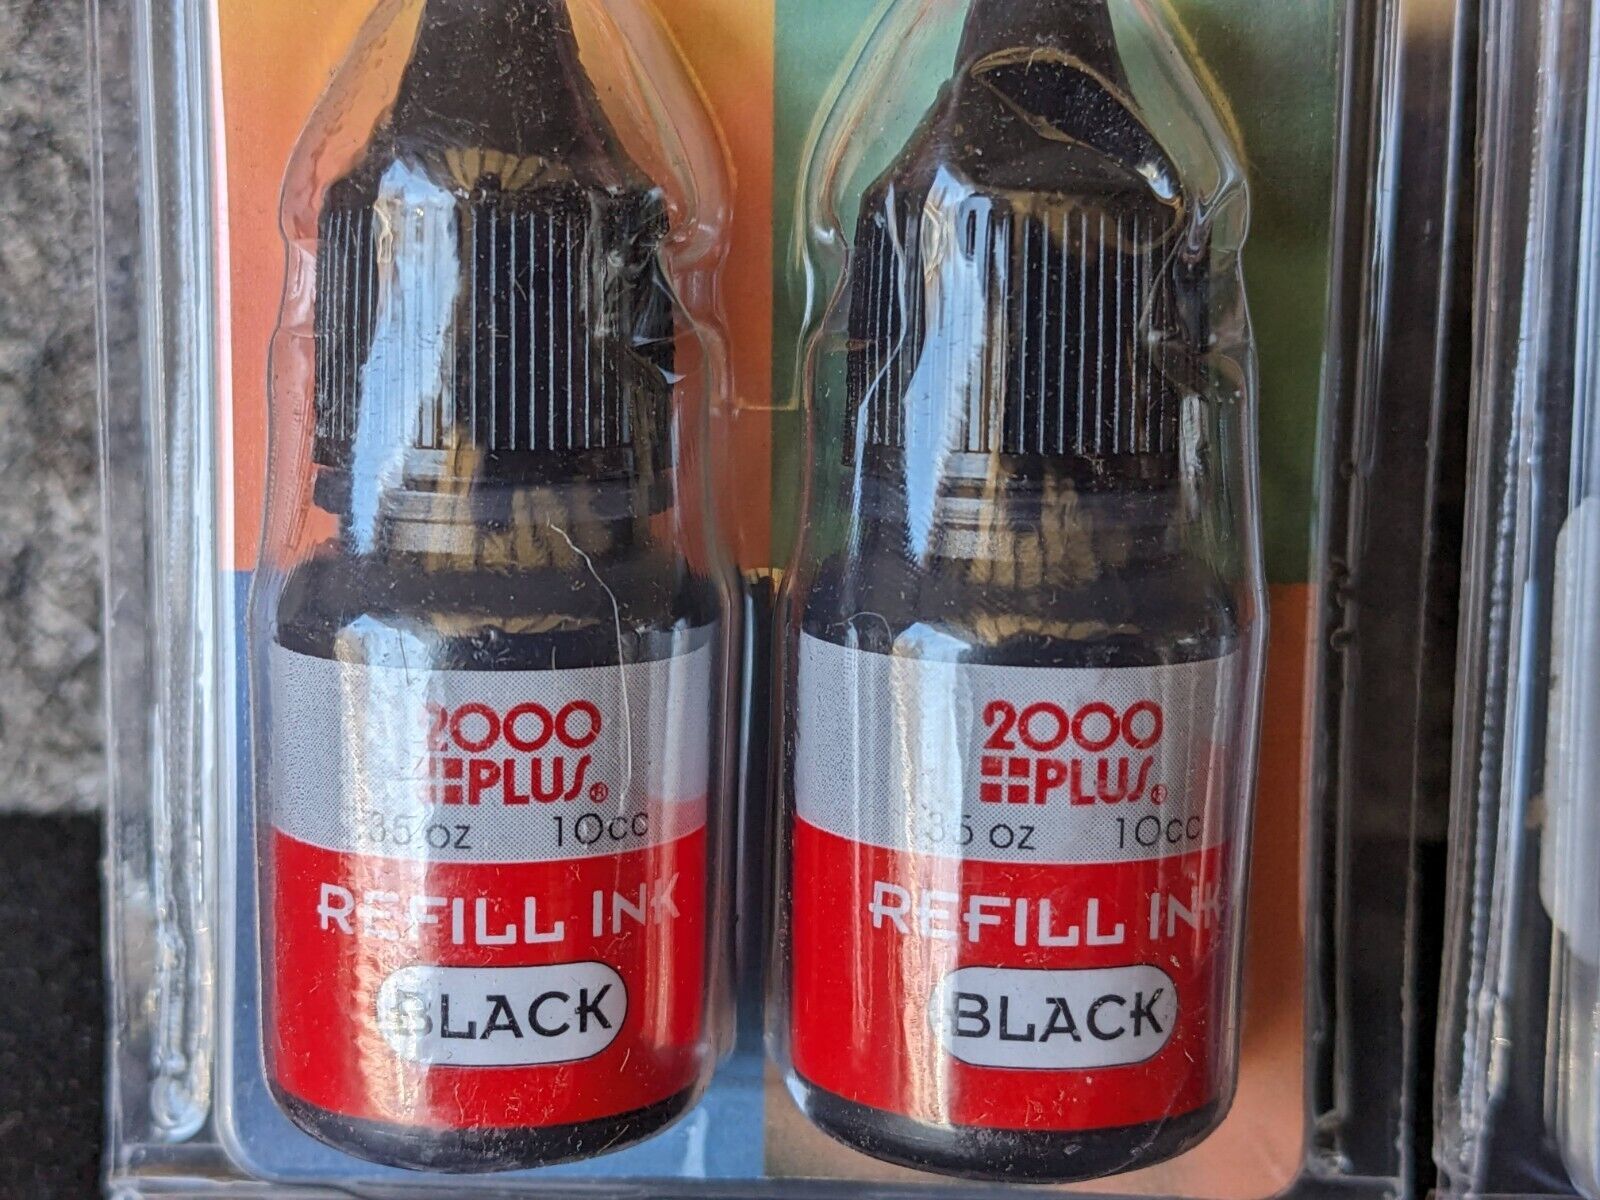 2000
PLUS®
.35 oz 10cc
REFILL INK
BLACK
2000
PLUS®
.35 oz 10cc
REFILL INK
BLACK